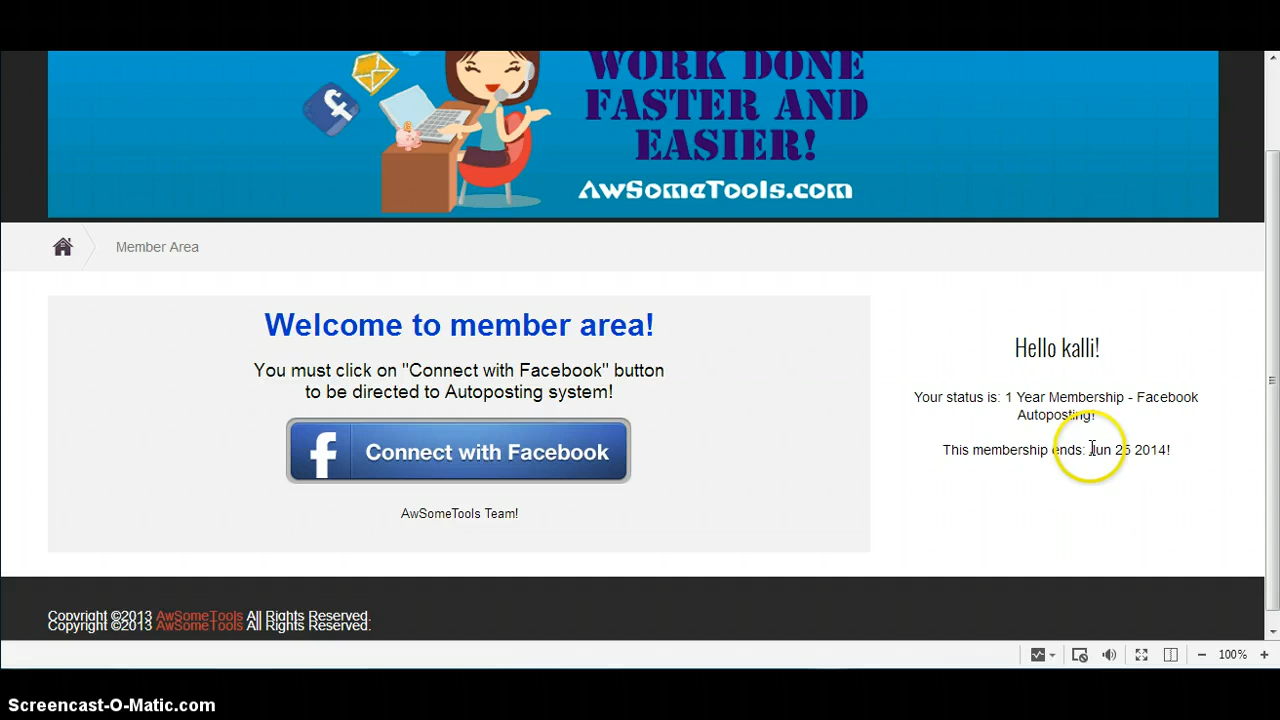 WORK DONE
FASTER AND
EASIER!
AwSomeTools.com
Member Area
Welcome to member area!
You must click on "Connect with Facebook" button
to be directed to Autoposting system!
f Connect with Facebook
AwSomeTools Team!
Hello kalli!
Your status is: 1 Year Membership - Facebook
Autoposting!
This membership ends: Jun 25 2014!
Copyright ©2013 AwSomeTools All Rights Reserved.
Copyright ©2013 AwSomeTools All Rights Reserved.
100%
Screencast-O-Matic.com